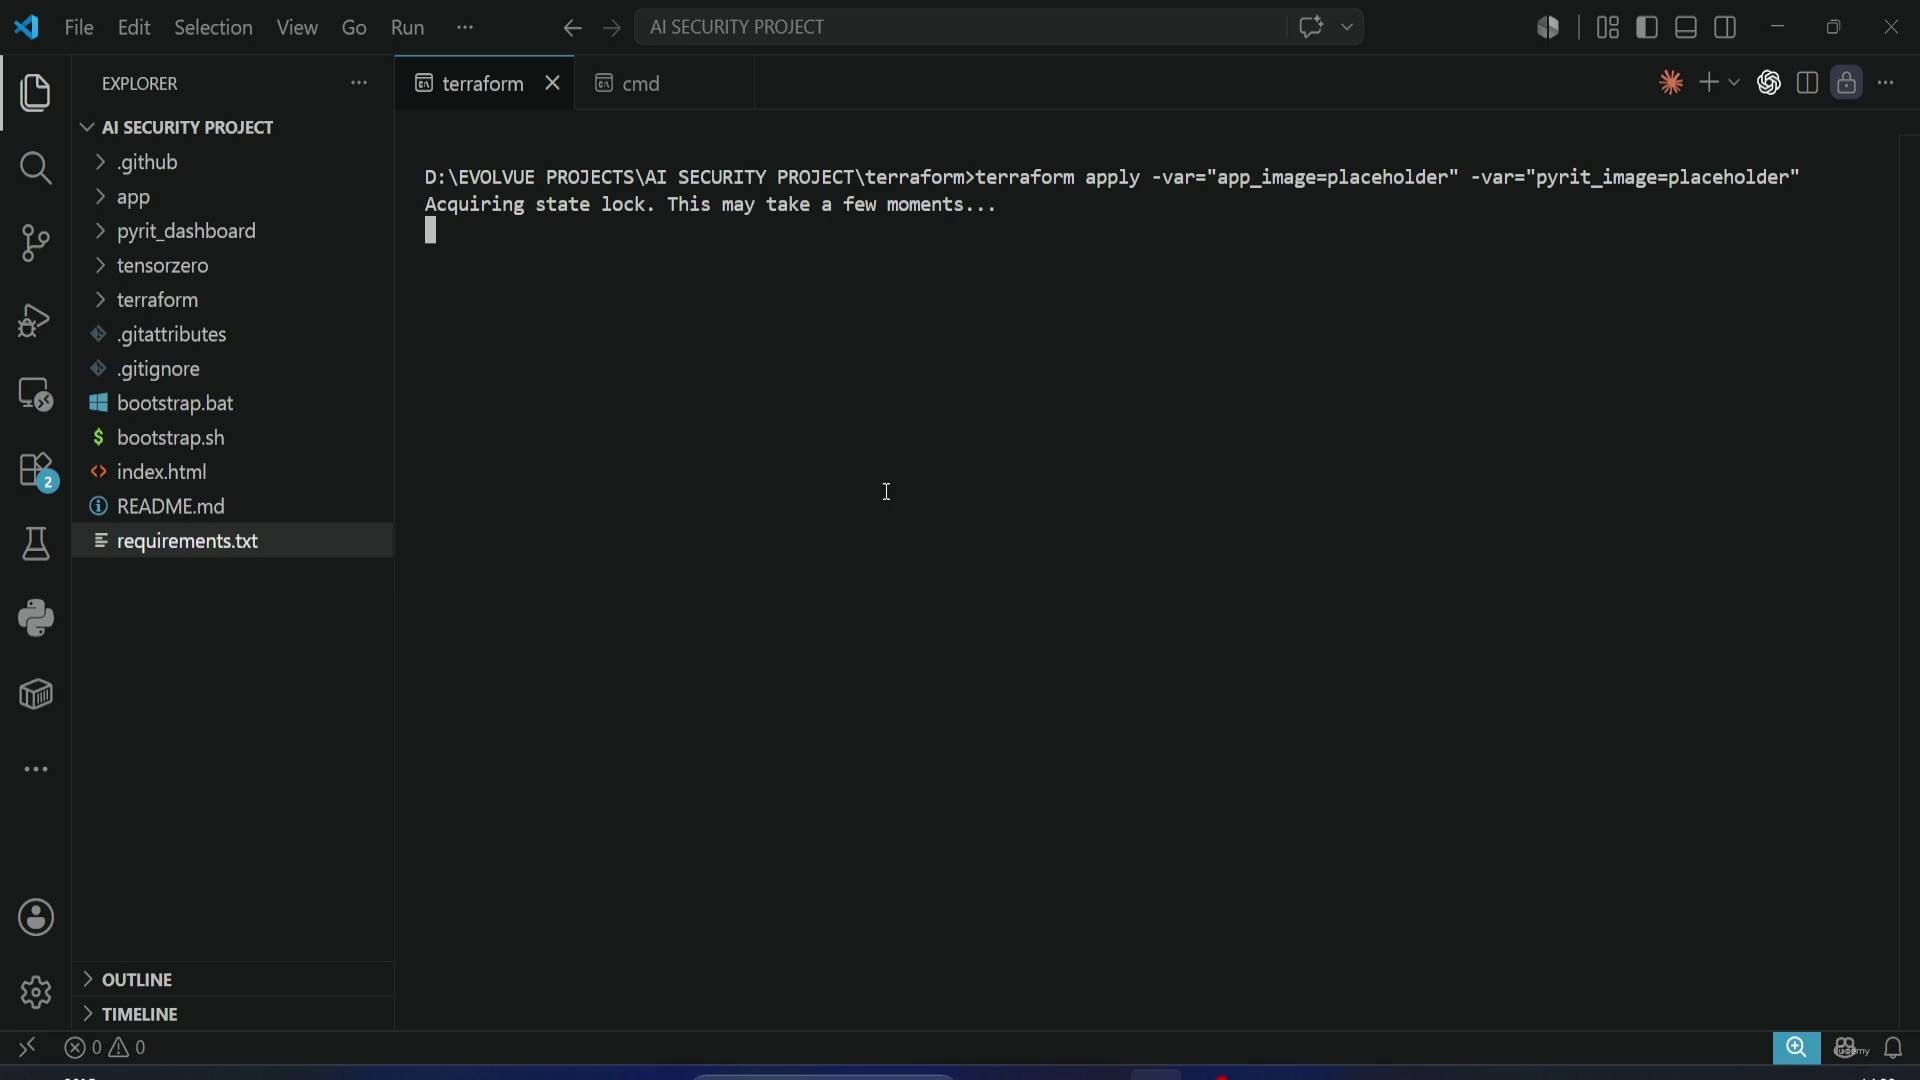 File Edit Selection View Go Run
AI SECURITY PROJECT
EXPLORER
terraform
cmd
AI SECURITY PROJECT
.github
app
pyrit_dashboard
tensorzero
terraform
.gitattributes
.gitignore
bootstrap.bat
$ bootstrap.sh
index.html
README.md
requirements.txt
D:\EVOLVUE PROJECTS\AI SECURITY PROJECT\terraform>terraform apply -var="app_image=placeholder" -var="pyrit_image=placeholder"
Acquiring state lock. This may take a few moments...
2
OUTLINE
TIMELINE
0 0
udemy